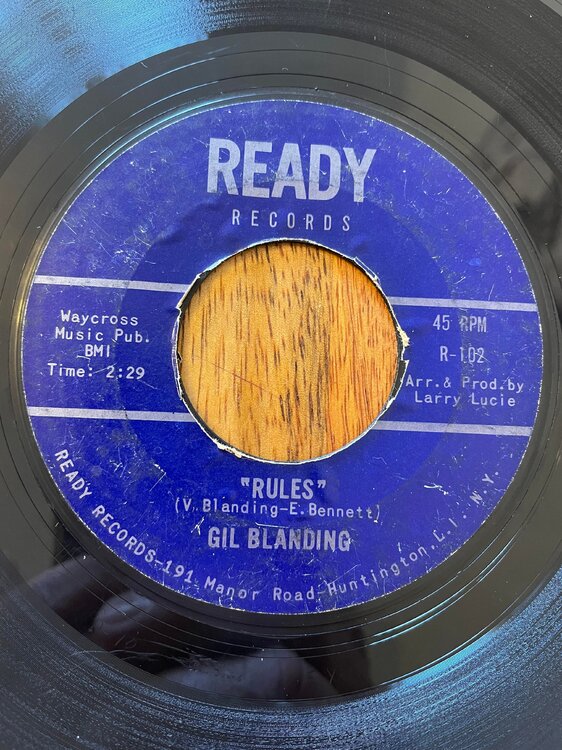 READY
RECORDS
Waycross
Music Pub.
BMI
Time: 2:29
45 RPM
R-102
Arr. & Prod. by
Larry Lucie
"RULES"
(V. Blanding-E. Bennett)
GIL BLANDING
READY RECORDS-191 Manor Road, Huntington, L. I. N. Y.